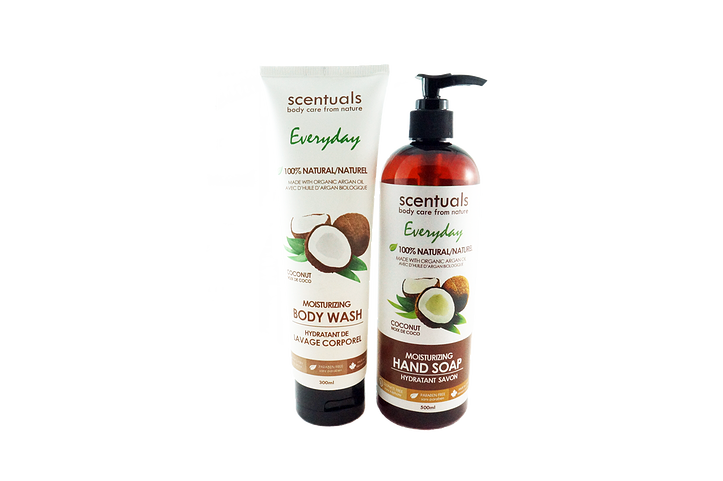 scentuals
body care from nature
Everyday
100% NATURAL/NATUREL
MADE WITH ORGANIC ARGAN OIL
AVEC D'HUILE D'ARGAN BIOLOGIQUE
COCONUT
NOIX DE COCO
MOISTURIZING
BODY WASH
HYDRATANT DE
LAVAGE CORPOREL
PARABEN-FREE
300ml
scentuals
body care from nature
Everyday
100% NATURAL/NATUREL
MADE WITH ORGANIC ARGAN OIL
AVEC D'HUILE D'ARGAN BIOLOGIQUE
COCONUT
NOIX DE COCO
MOISTURIZING
HAND SOAP
HYDRATANT SAVON
PARABEN-FREE
500ml